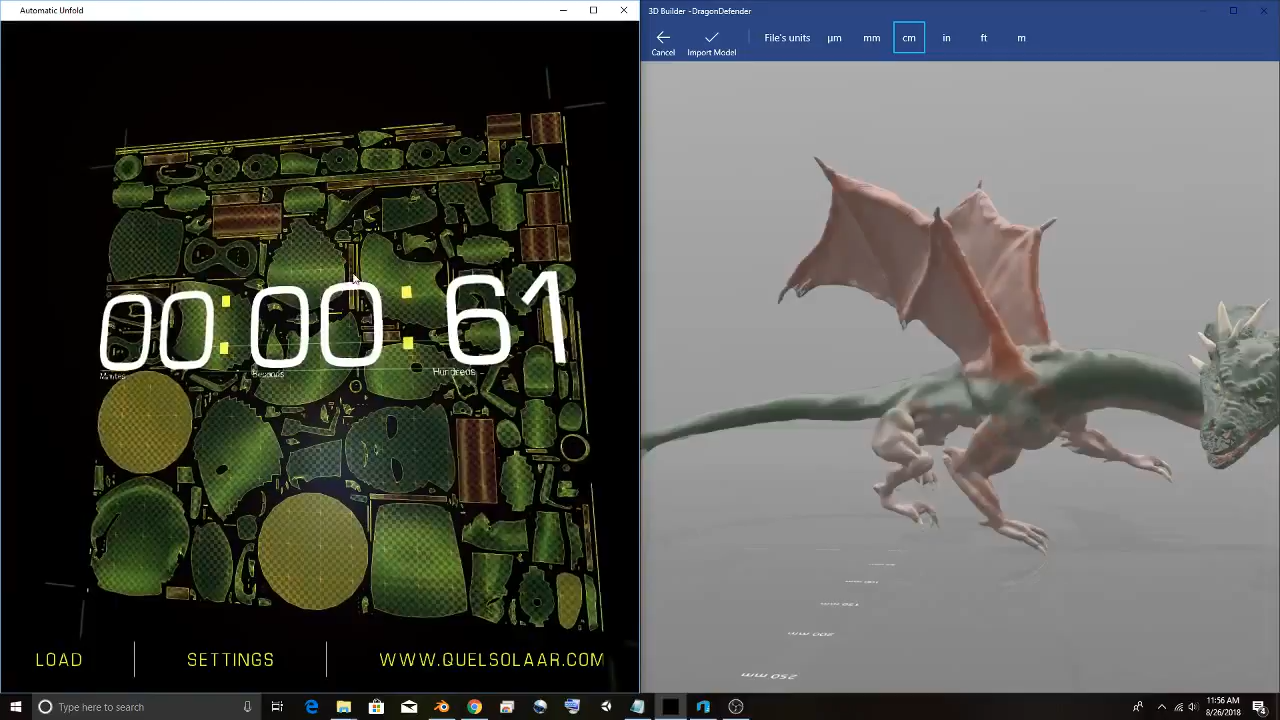 Automatic Unfold
00:00:61
Minutes Seconds Hundreds
LOAD SETTINGS WWW.QUELSOLAAR.COM
3D Builder -DragonDefender
File's units µm mm cm in ft m
Cancel Import Model
200 mm
250 mm
Type here to search
11:56 AM
8/26/2018